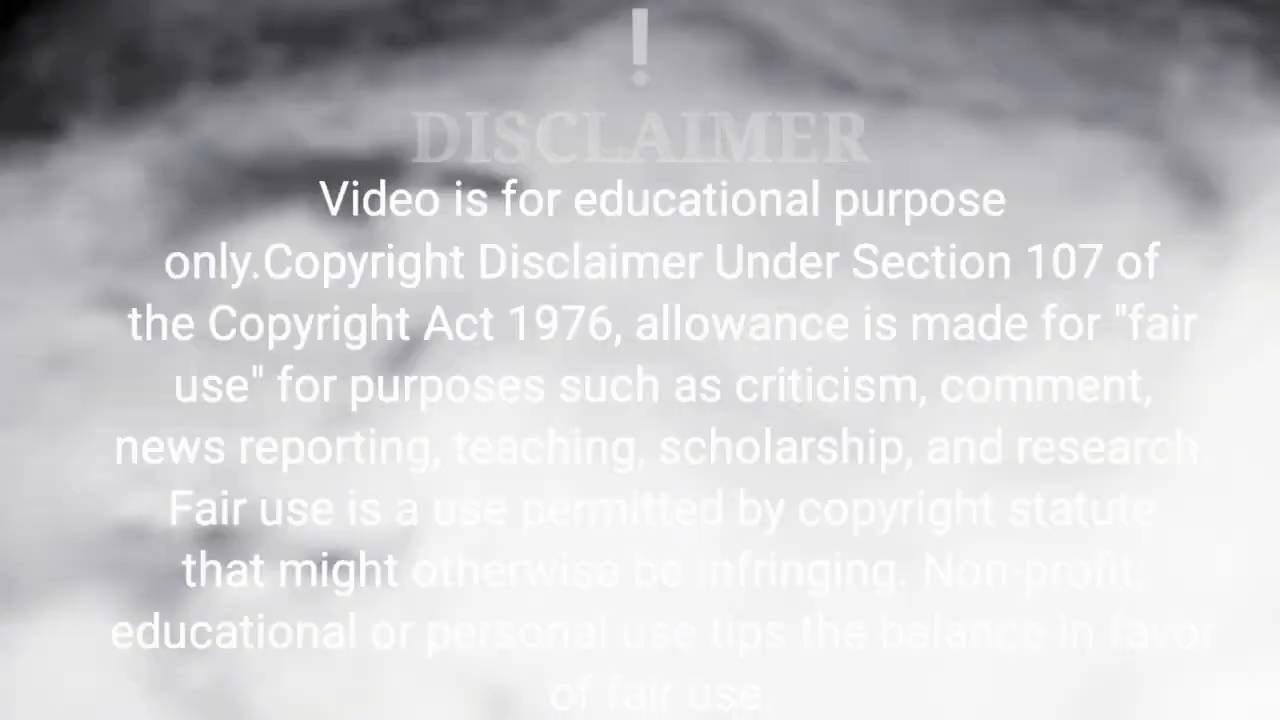 !
DISCLAIMER
Video is for educational purpose
only.Copyright Disclaimer Under Section 107 of
the Copyright Act 1976, allowance is made for "fair
use" for purposes such as criticism, comment,
news reporting, teaching, scholarship, and research.
Fair use is a use permitted by copyright statute
that might otherwise be infringing. Non-profit,
educational or personal use tips the balance in favor
of fair use.